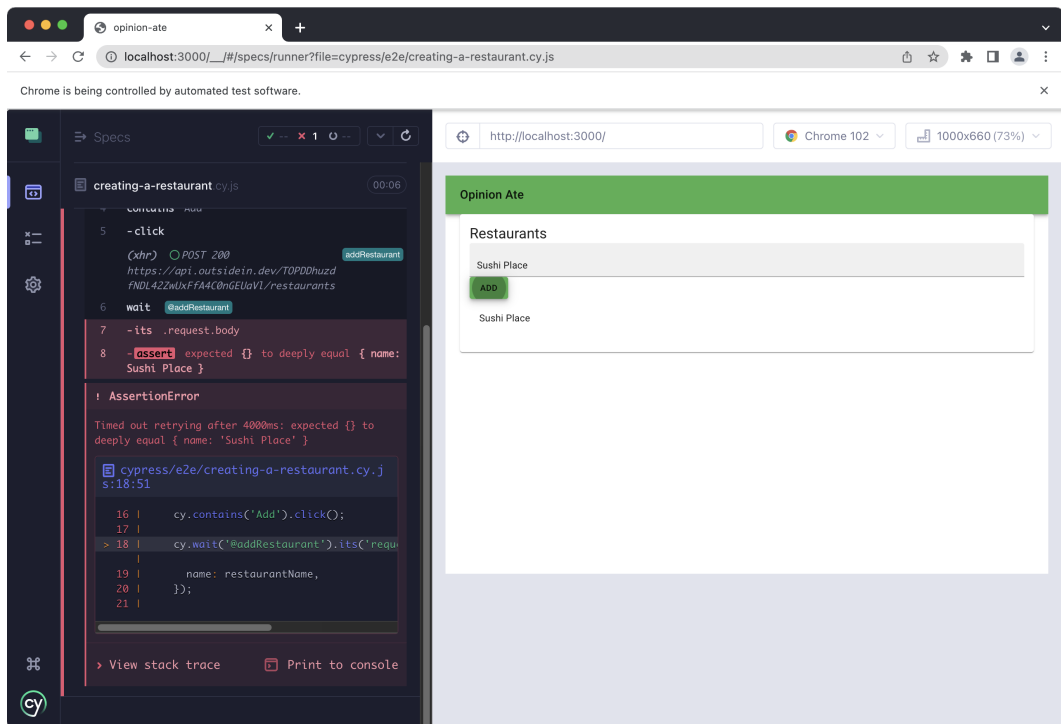 opinion-ate
localhost:3000/__/#/specs/runner?file=cypress/e2e/creating-a-restaurant.cy.js
Chrome is being controlled by automated test software.
Specs
-- 1 --
http://localhost:3000/
Chrome 102
1000x660 (73%)
creating-a-restaurant.cy.js
00:06
4 contains Add
5 -click
(xhr) POST 200 addRestaurant
https://api.outsidein.dev/TOPDDhuzd
fNDL42ZwUxFfA4C0nGEUaVl/restaurants
6 wait @addRestaurant
7 -its .request.body
8 -assert expected {} to deeply equal { name:
Sushi Place }
! AssertionError
Timed out retrying after 4000ms: expected {} to
deeply equal { name: 'Sushi Place' }
cypress/e2e/creating-a-restaurant.cy.j
s:18:51
16 | cy.contains('Add').click();
17 |
> 18 | cy.wait('@addRestaurant').its('requ
|
19 | name: restaurantName,
20 | });
21 |
> View stack trace
Print to console
cy
Opinion Ate
Restaurants
Sushi Place
ADD
Sushi Place